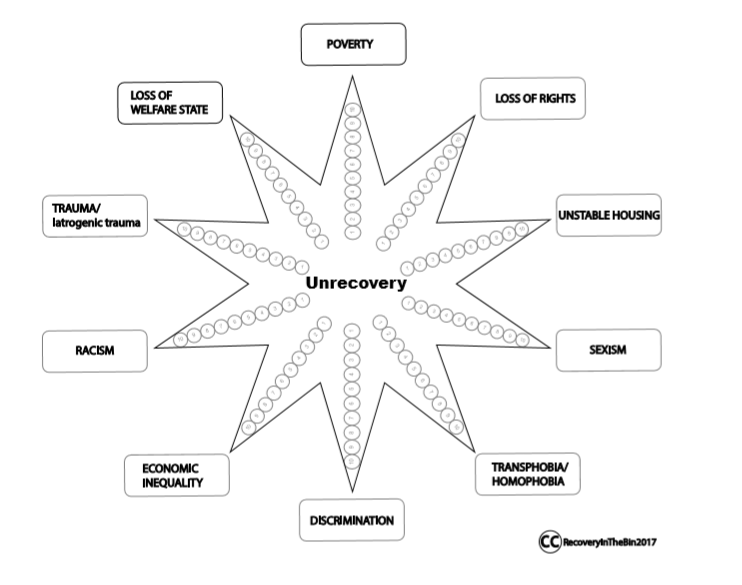 POVERTY
LOSS OF
WELFARE STATE
LOSS OF RIGHTS
TRAUMA/
Iatrogenic trauma
UNSTABLE HOUSING
Unrecovery
RACISM
SEXISM
ECONOMIC
INEQUALITY
TRANSPHOBIA/
HOMOPHOBIA
DISCRIMINATION
CC RecoveryInTheBin2017